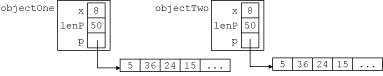 objectOne x 8 objectTwo x 8
lenP 50 lenP 50
p p
5 36 24 15 ... 5 36 24 15 ...